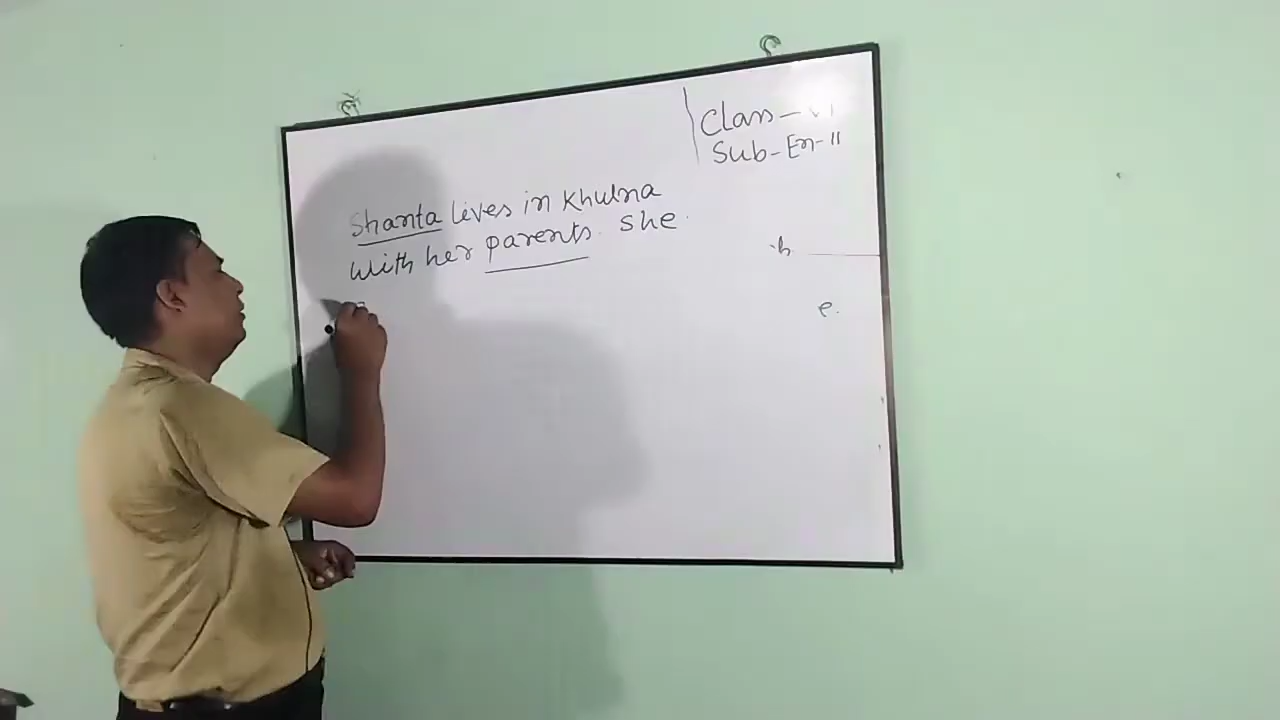 Class - VI
Sub - En - II
Shanta lives in Khulna
with her parents. she
h
e.